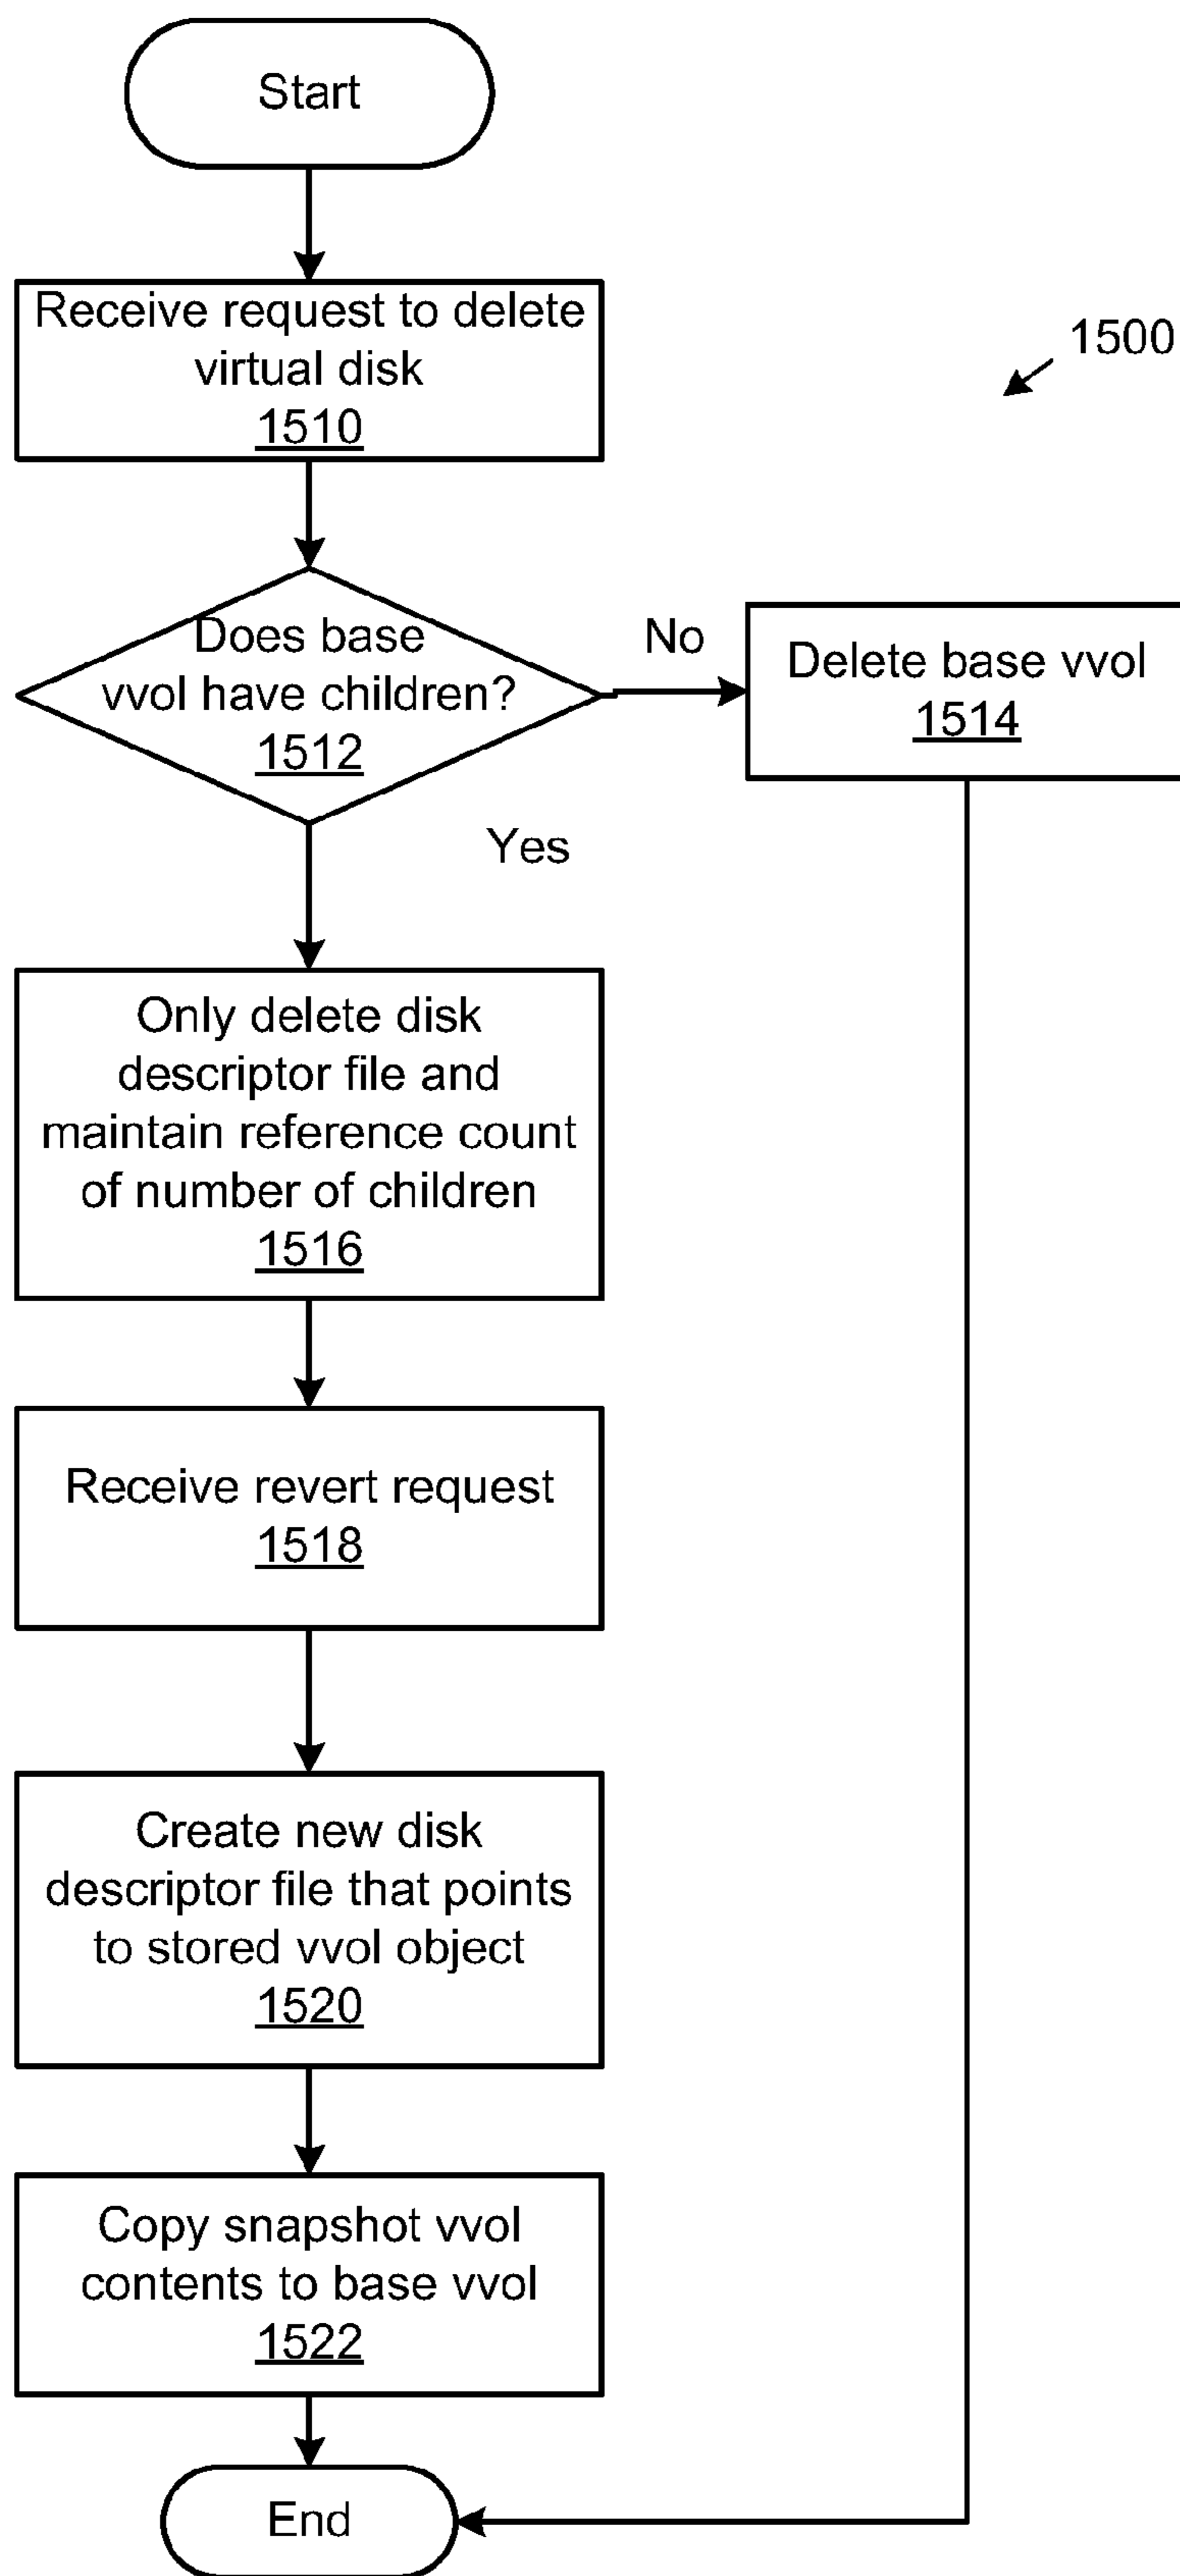 Start
Receive request to delete
virtual disk
1510
1500
Does base
vvol have children?
1512
No
Delete base vvol
1514
Yes
Only delete disk
descriptor file and
maintain reference count
of number of children
1516
Receive revert request
1518
Create new disk
descriptor file that points
to stored vvol object
1520
Copy snapshot vvol
contents to base vvol
1522
End